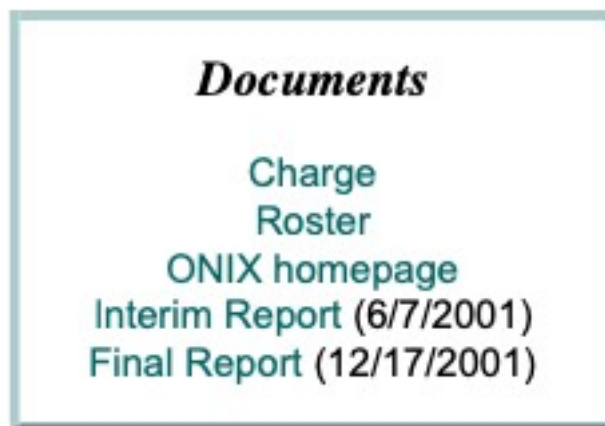 Documents
Charge
Roster
ONIX homepage
Interim Report (6/7/2001)
Final Report (12/17/2001)